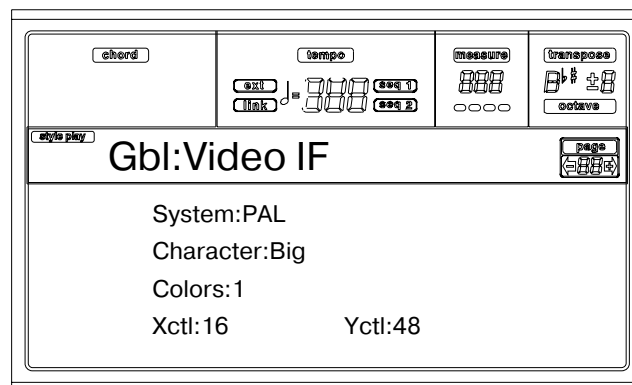 chord
tempo
measure
transpose
ext
seq 1
link
seq 2
octave
style play
Gbl:Video IF
page
System:PAL
Character:Big
Colors:1
Xctl:16 Yctl:48